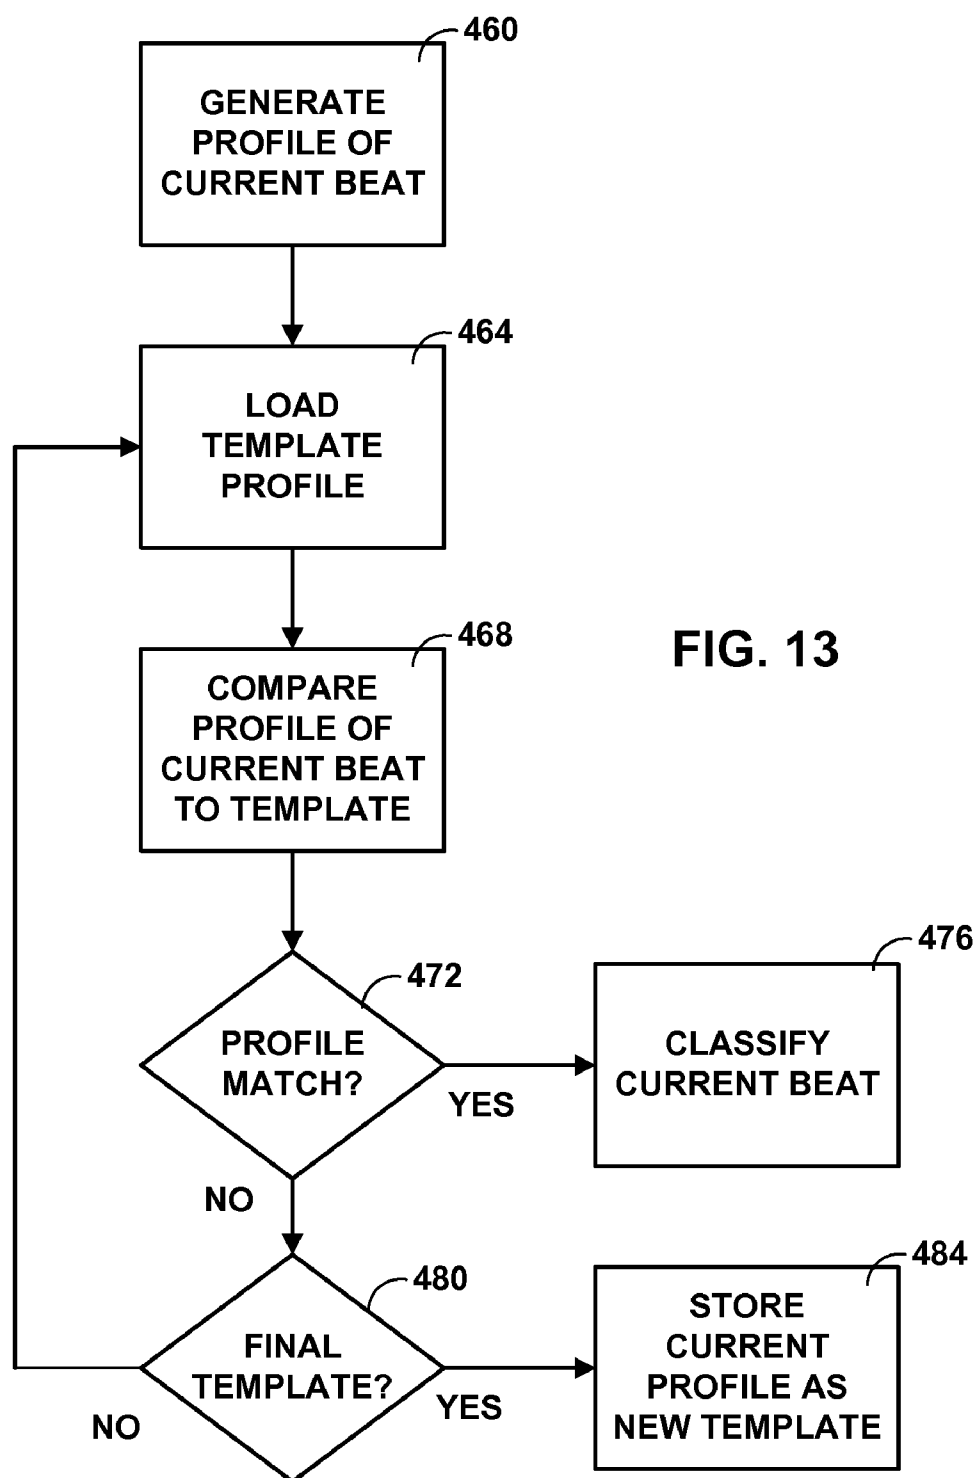 460
GENERATE
PROFILE OF
CURRENT BEAT
464
LOAD
TEMPLATE
PROFILE
468
COMPARE
PROFILE OF
CURRENT BEAT
TO TEMPLATE
FIG. 13
472
PROFILE
MATCH?
YES
476
CLASSIFY
CURRENT BEAT
NO
480
FINAL
TEMPLATE?
YES
NO
484
STORE
CURRENT
PROFILE AS
NEW TEMPLATE